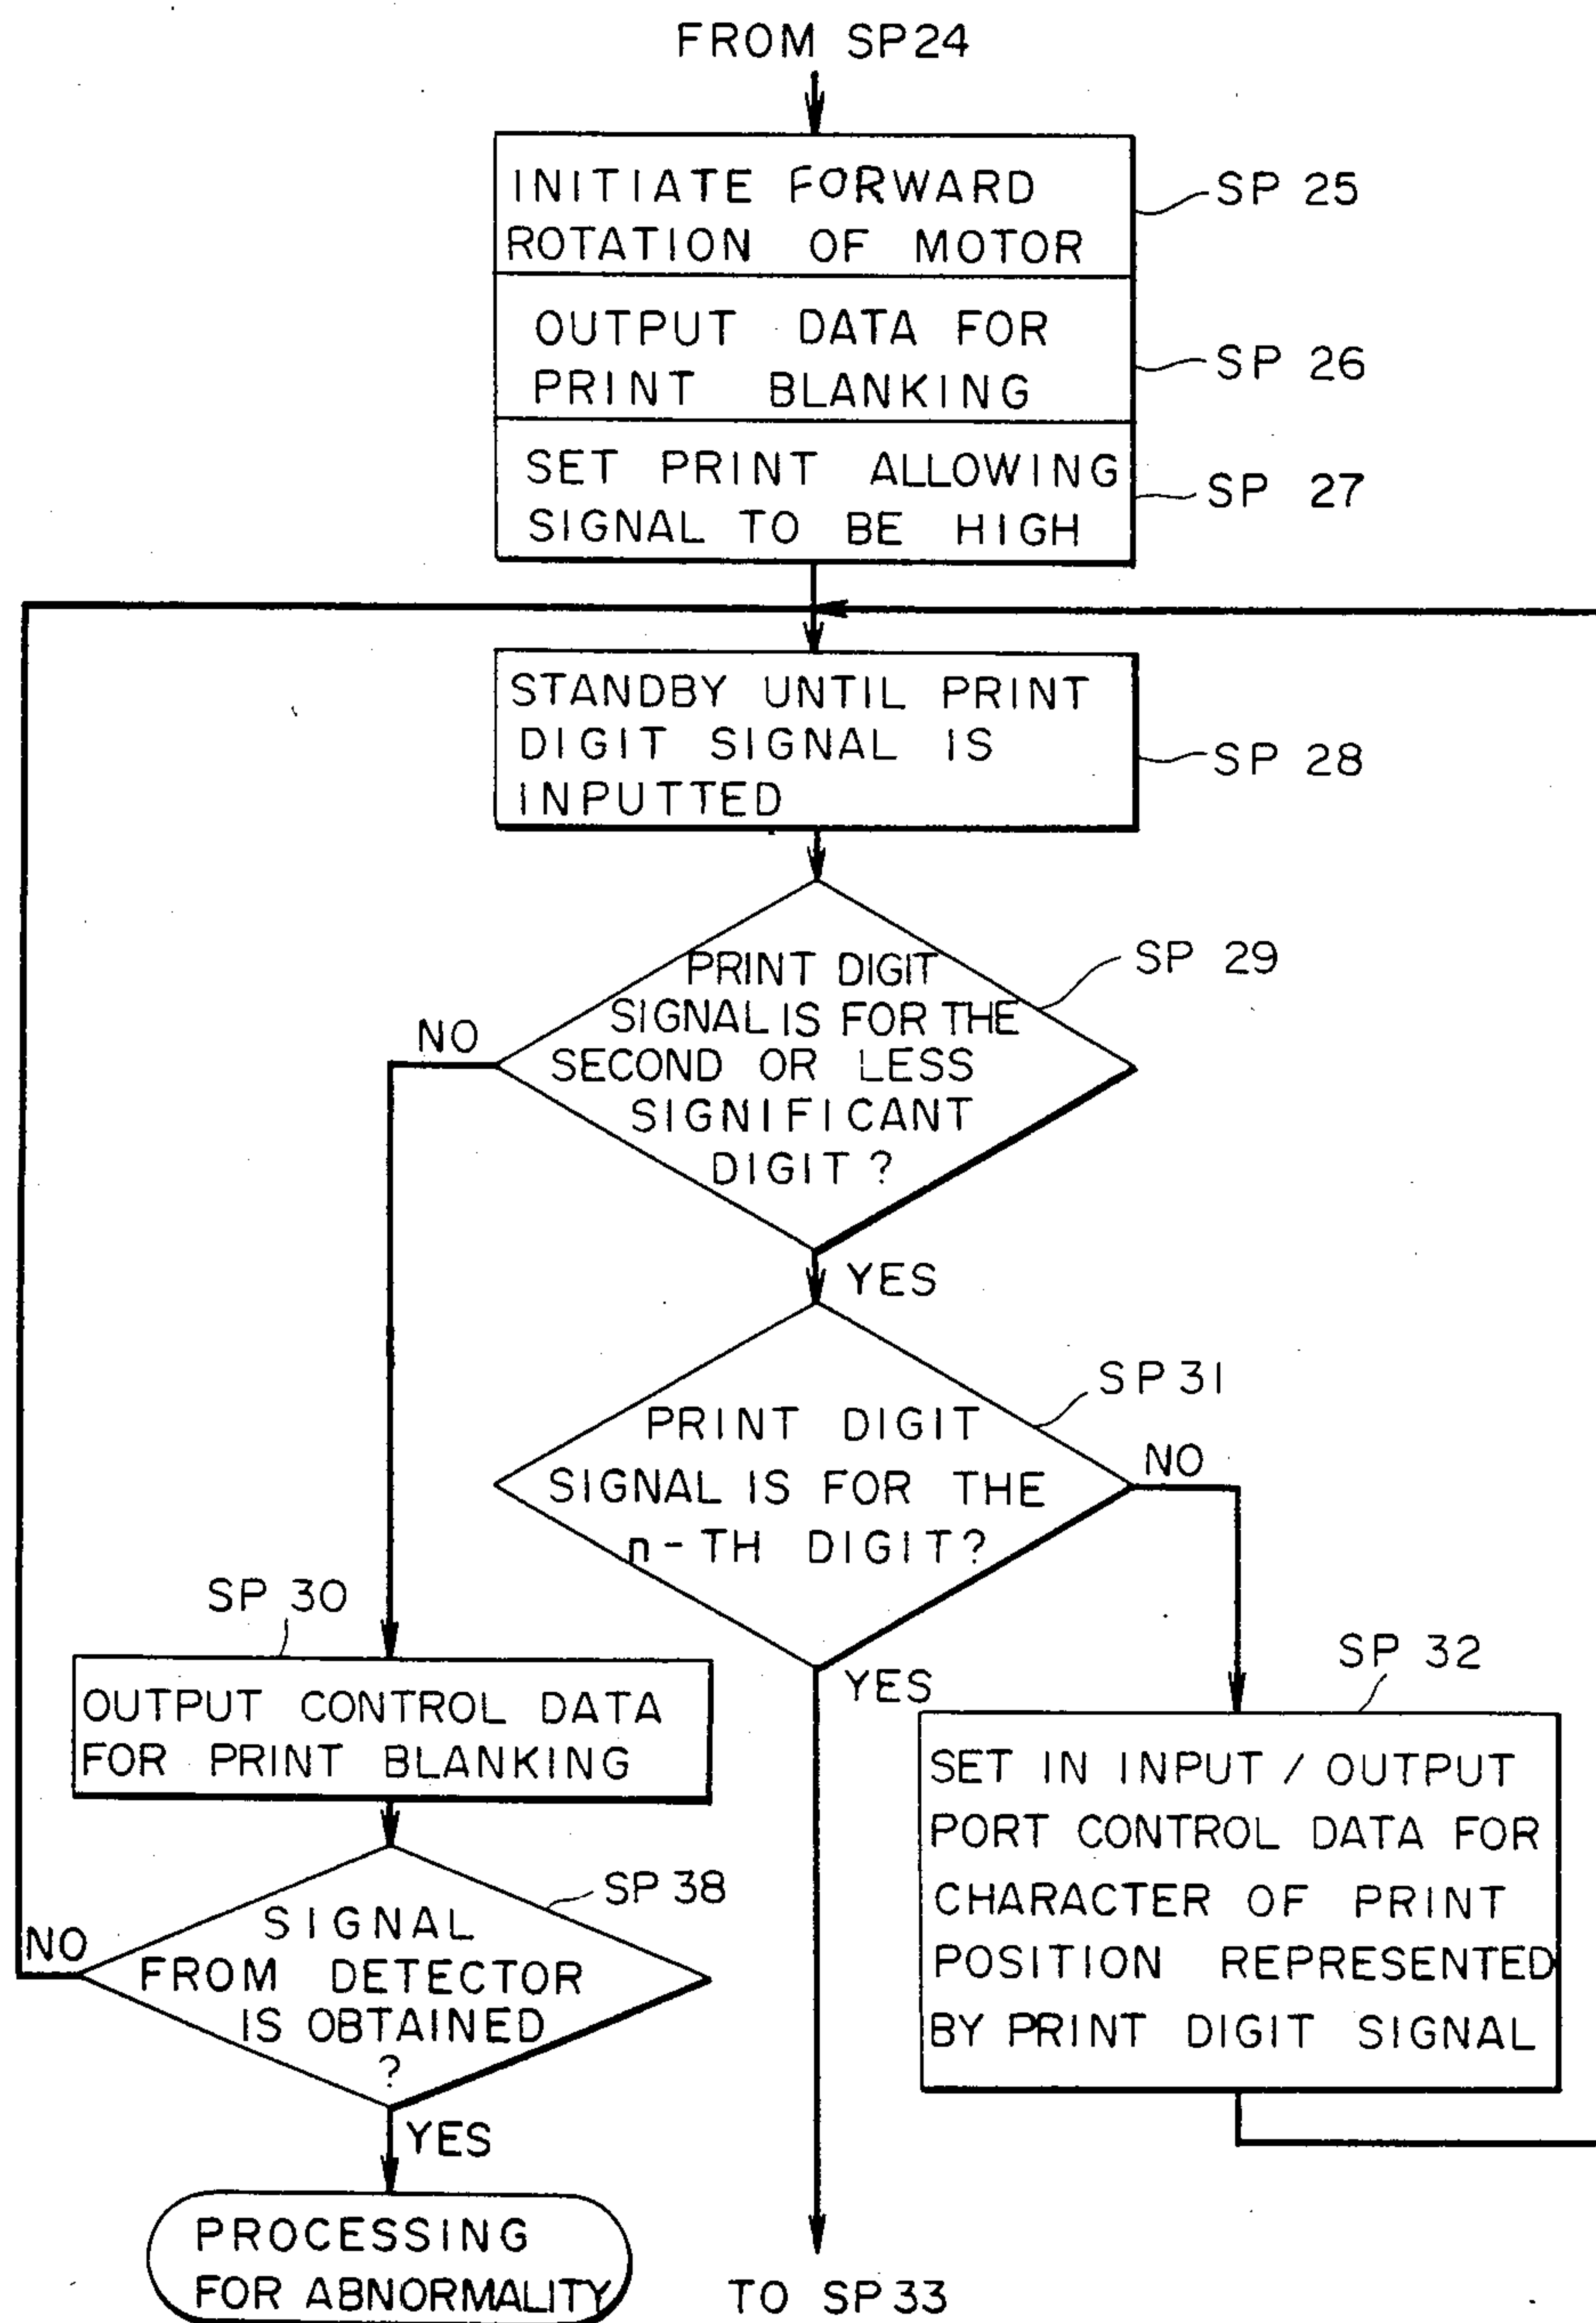 FROM SP24
INITIATE FORWARD
ROTATION OF MOTOR
SP 25
OUTPUT DATA FOR
PRINT BLANKING
SP 26
SET PRINT ALLOWING
SIGNAL TO BE HIGH
SP 27
STANDBY UNTIL PRINT
DIGIT SIGNAL IS
INPUTTED
SP 28
PRINT DIGIT
SIGNAL IS FOR THE
SECOND OR LESS
SIGNIFICANT
DIGIT ?
SP 29
NO
YES
PRINT DIGIT
SIGNAL IS FOR THE
n-TH DIGIT?
SP 31
NO
YES
SP 30
OUTPUT CONTROL DATA
FOR PRINT BLANKING
SP 32
SET IN INPUT / OUTPUT
PORT CONTROL DATA FOR
CHARACTER OF PRINT
POSITION REPRESENTED
BY PRINT DIGIT SIGNAL
SIGNAL
FROM DETECTOR
IS OBTAINED
?
SP 38
NO
YES
PROCESSING
FOR ABNORMALITY
TO SP33